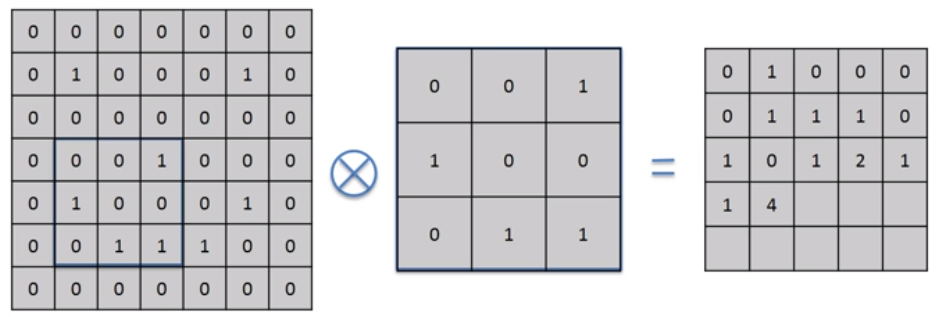 0 0 0 0 0 0 0
0 1 0 0 0 1 0
0 0 0 0 0 0 0
0 0 0 1 0 0 0
0 1 0 0 0 1 0
0 0 1 1 1 0 0
0 0 0 0 0 0 0
0 0 1
1 0 0
0 1 1
=
0 1 0 0 0
0 1 1 1 0
1 0 1 2 1
1 4